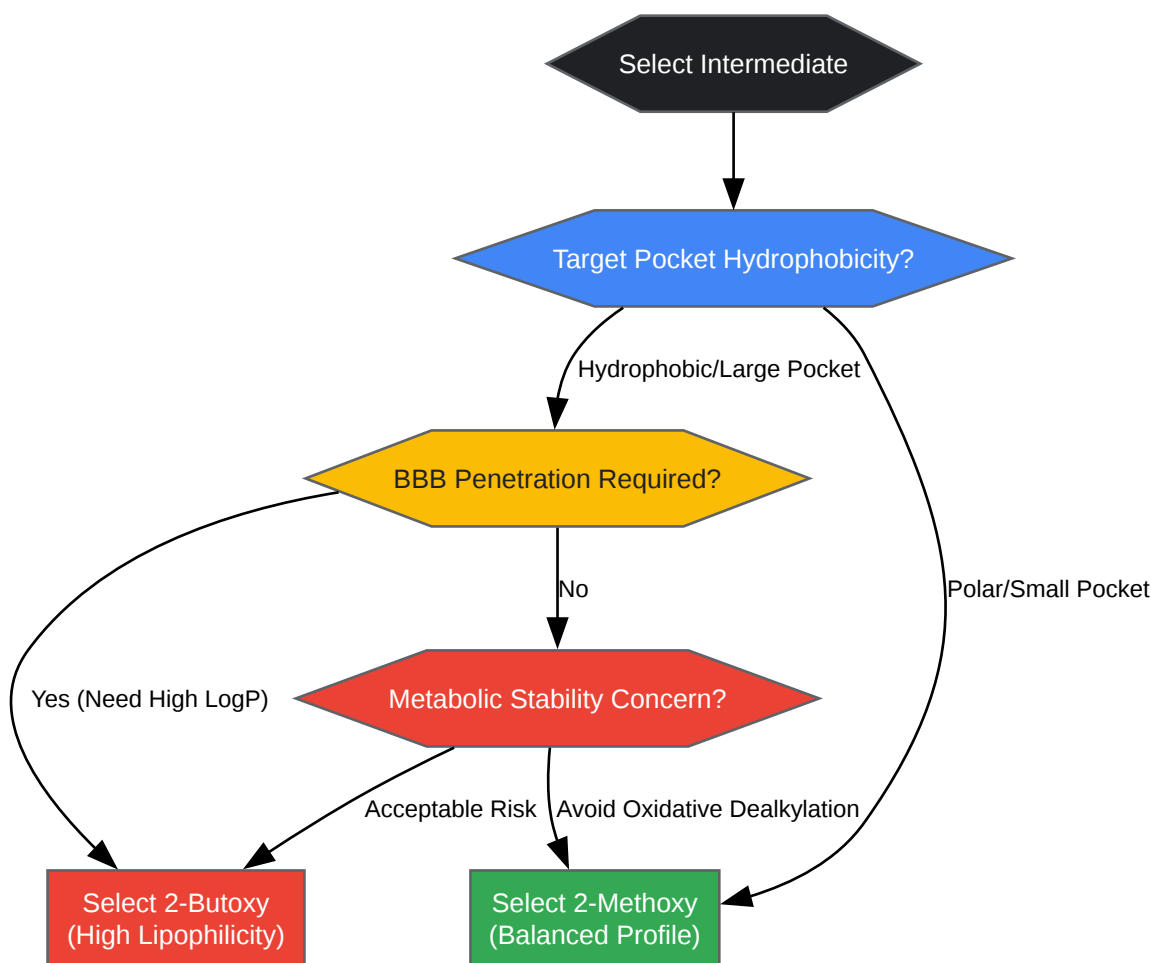 Select Intermediate
Target Pocket Hydrophobicity?
Hydrophobic/Large Pocket
BBB Penetration Required?
No
Polar/Small Pocket
Yes (Need High LogP)
Metabolic Stability Concern?
Acceptable Risk
Avoid Oxidative Dealkylation
Select 2-Butoxy
(High Lipophilicity)
Select 2-Methoxy
(Balanced Profile)